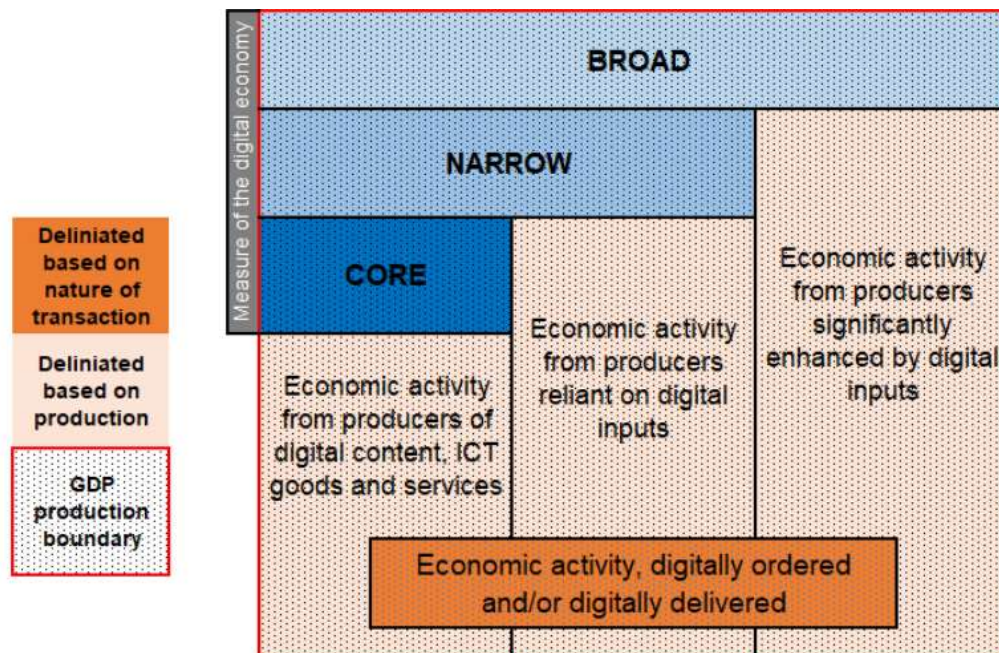 Measure of the digital economy
BROAD
NARROW
CORE
Economic activity
from producers of
digital content, ICT
goods and services
Economic activity
from producers
reliant on digital
inputs
Economic activity
from producers
significantly
enhanced by digital
inputs
Economic activity, digitally ordered
and/or digitally delivered
Deliniated
based on
nature of
transaction
Deliniated
based on
production
GDP
production
boundary